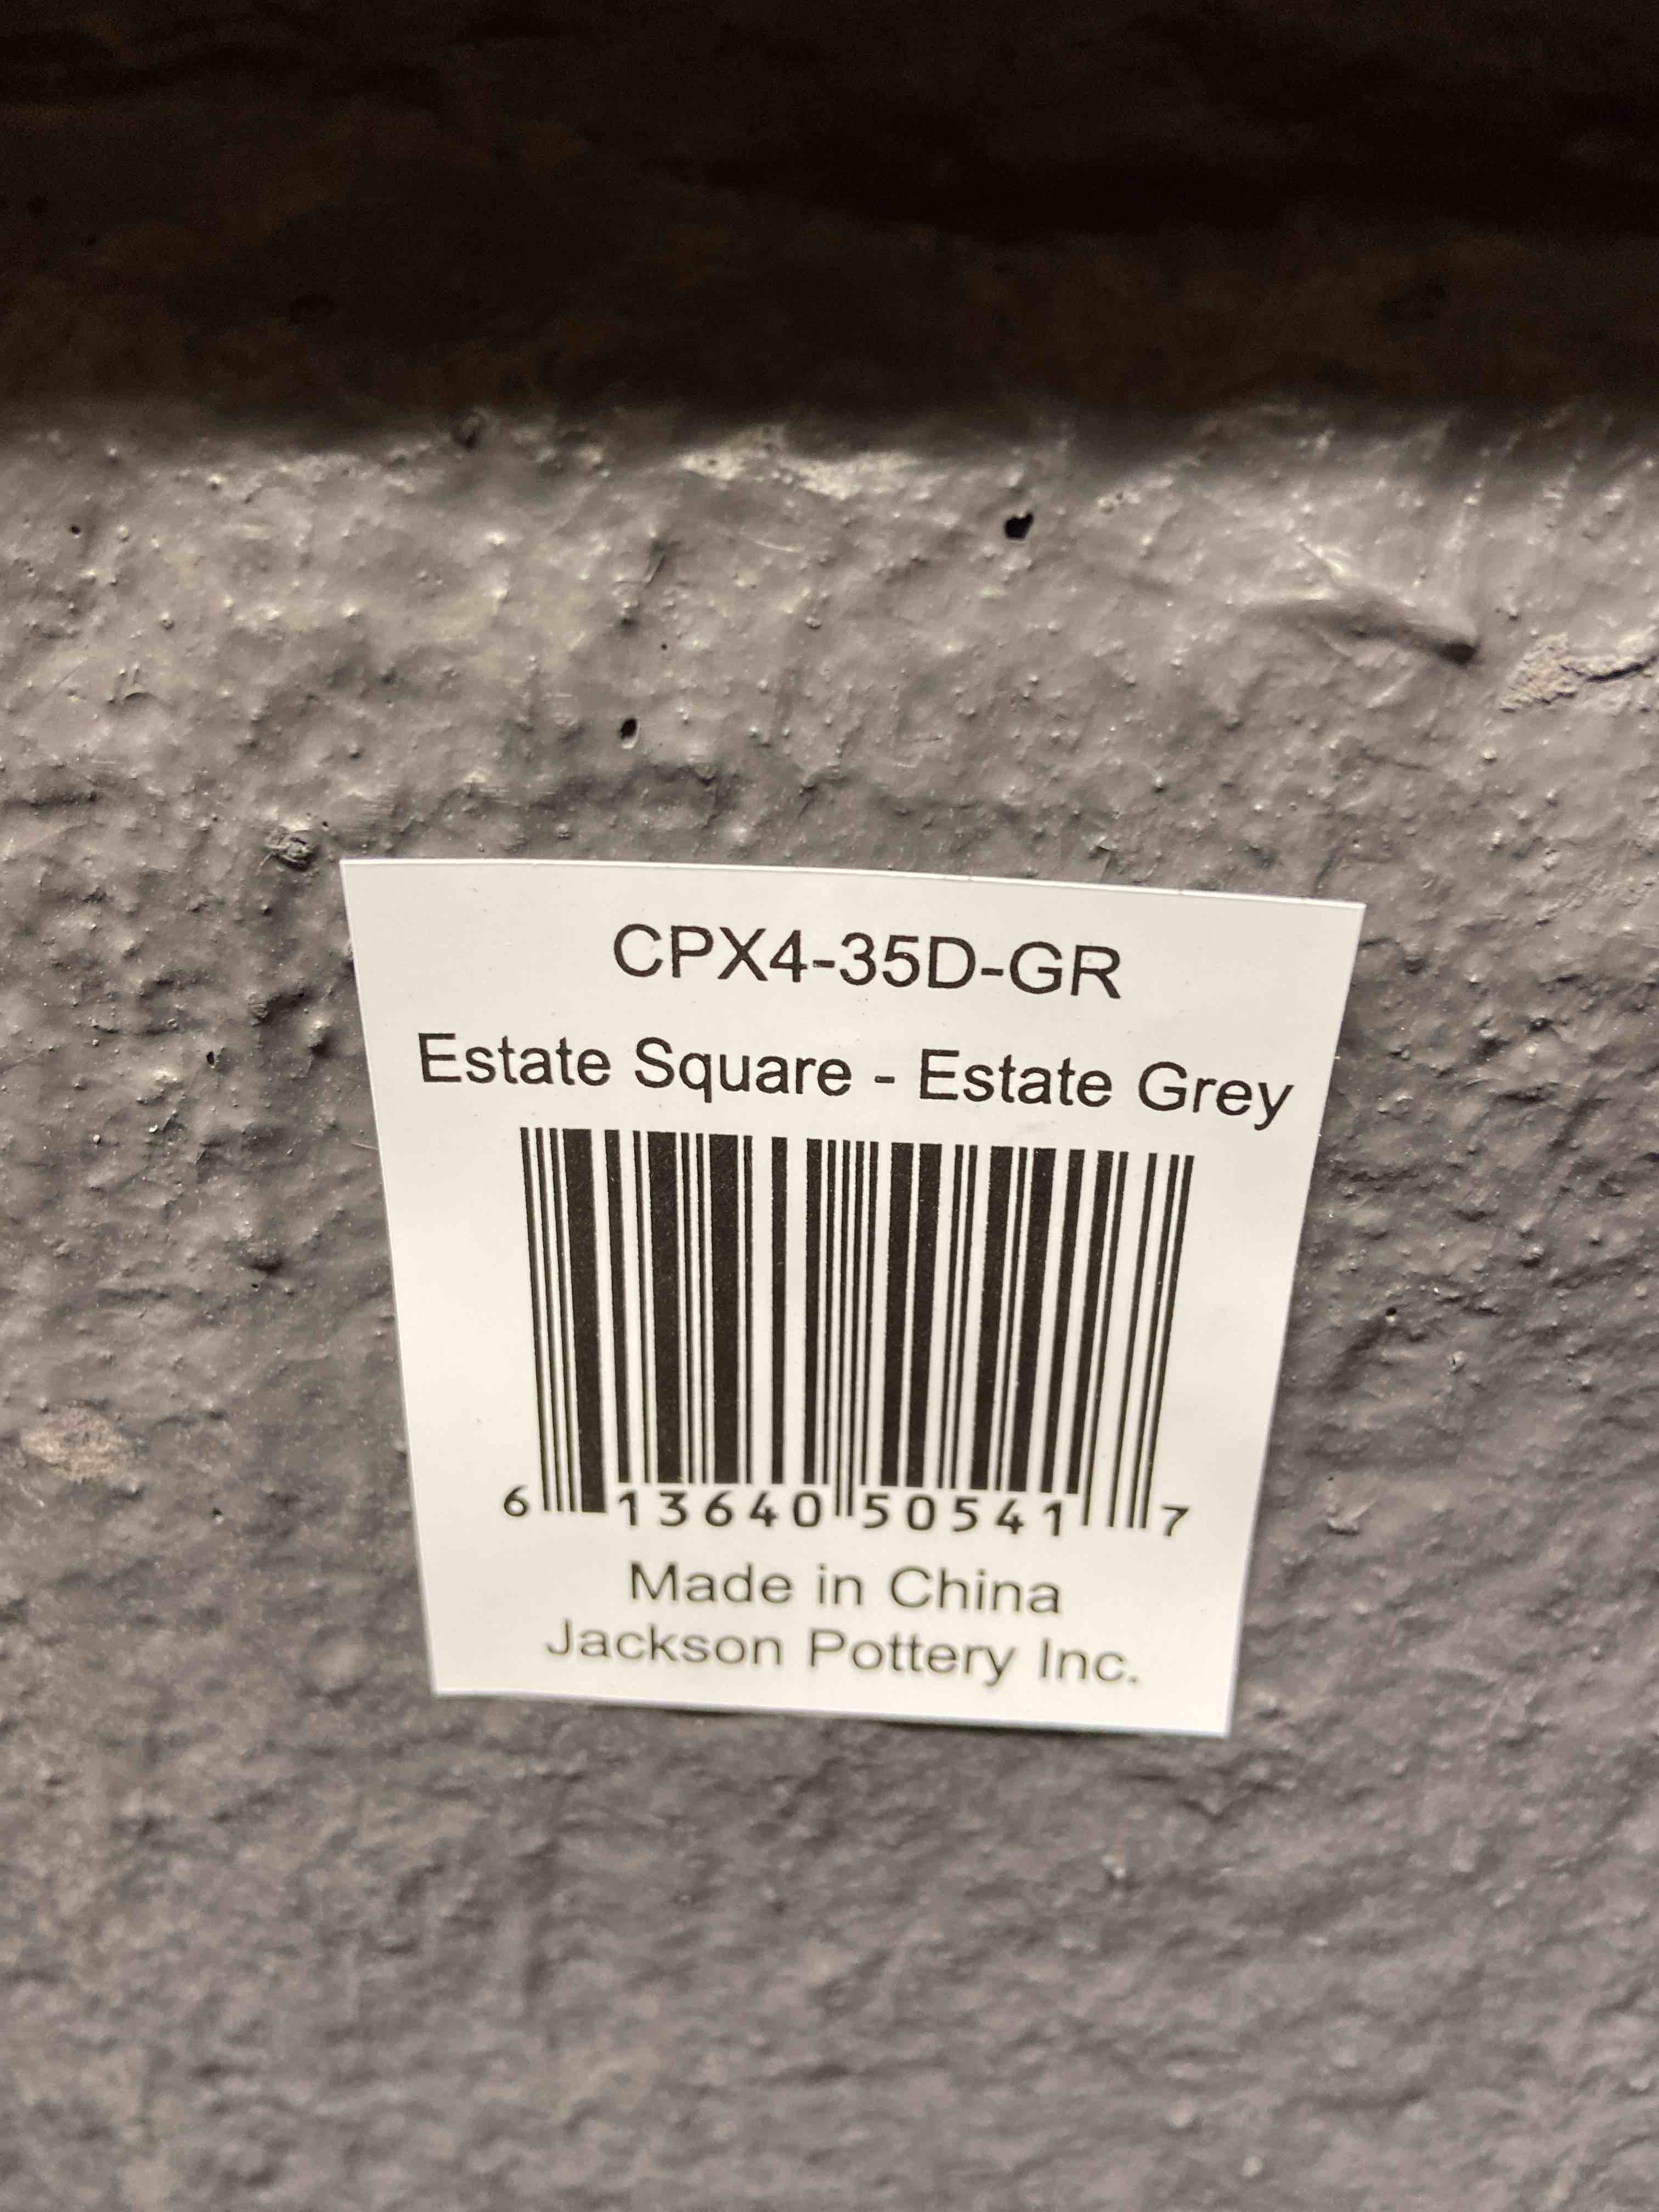 CPX4-35D-GR
Estate Square - Estate Grey
6 13640 50541 7
Made in China
Jackson Pottery Inc.